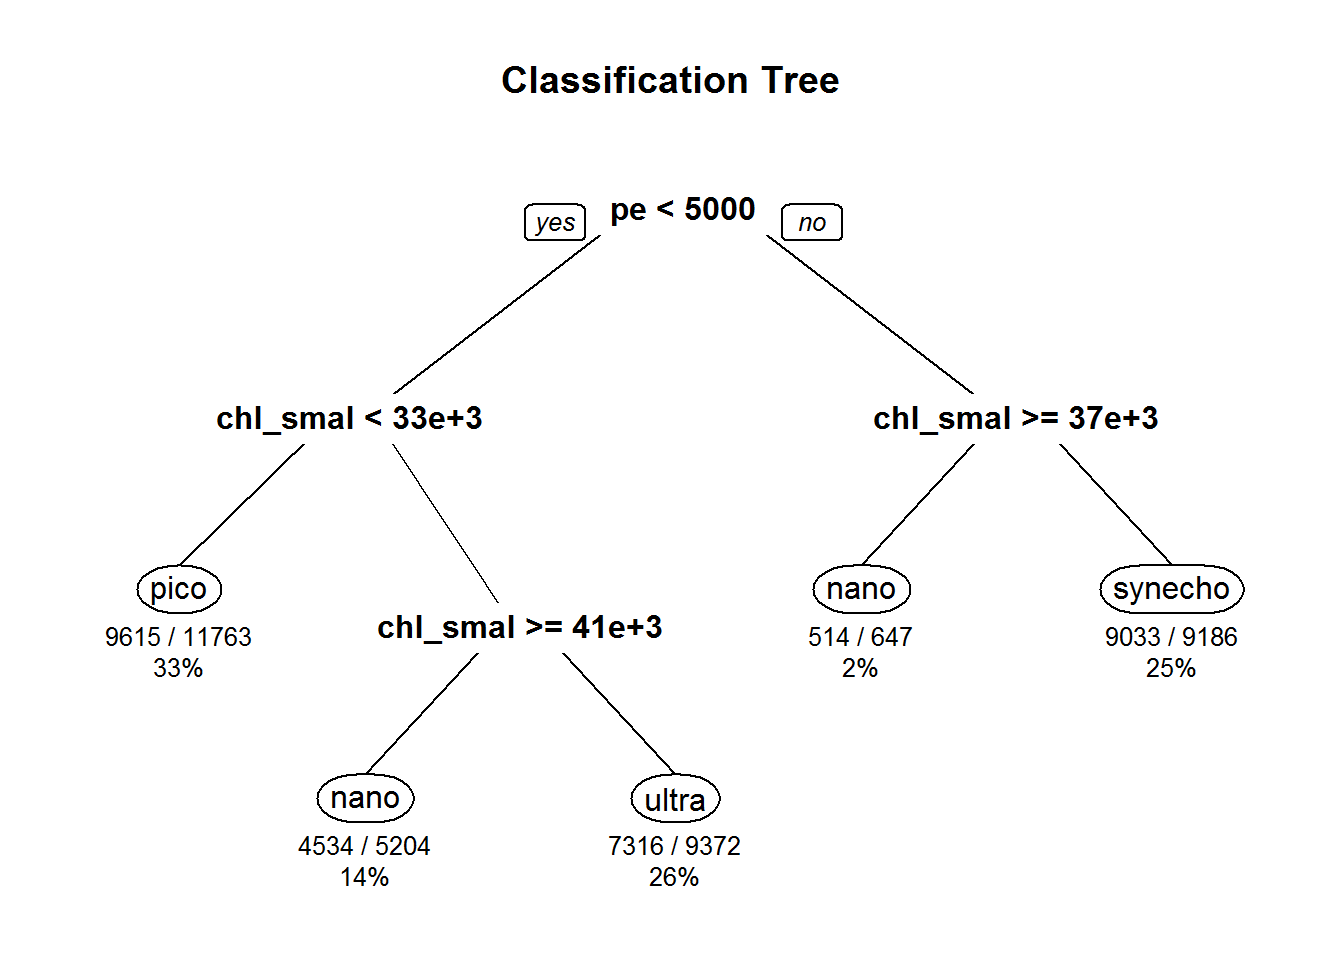 Classification Tree
yes
pe < 5000
no
chl_smal < 33e+3
chl_smal >= 37e+3
pico
9615 / 11763
33%
chl_smal >= 41e+3
nano
514 / 647
2%
synecho
9033 / 9186
25%
nano
4534 / 5204
14%
ultra
7316 / 9372
26%